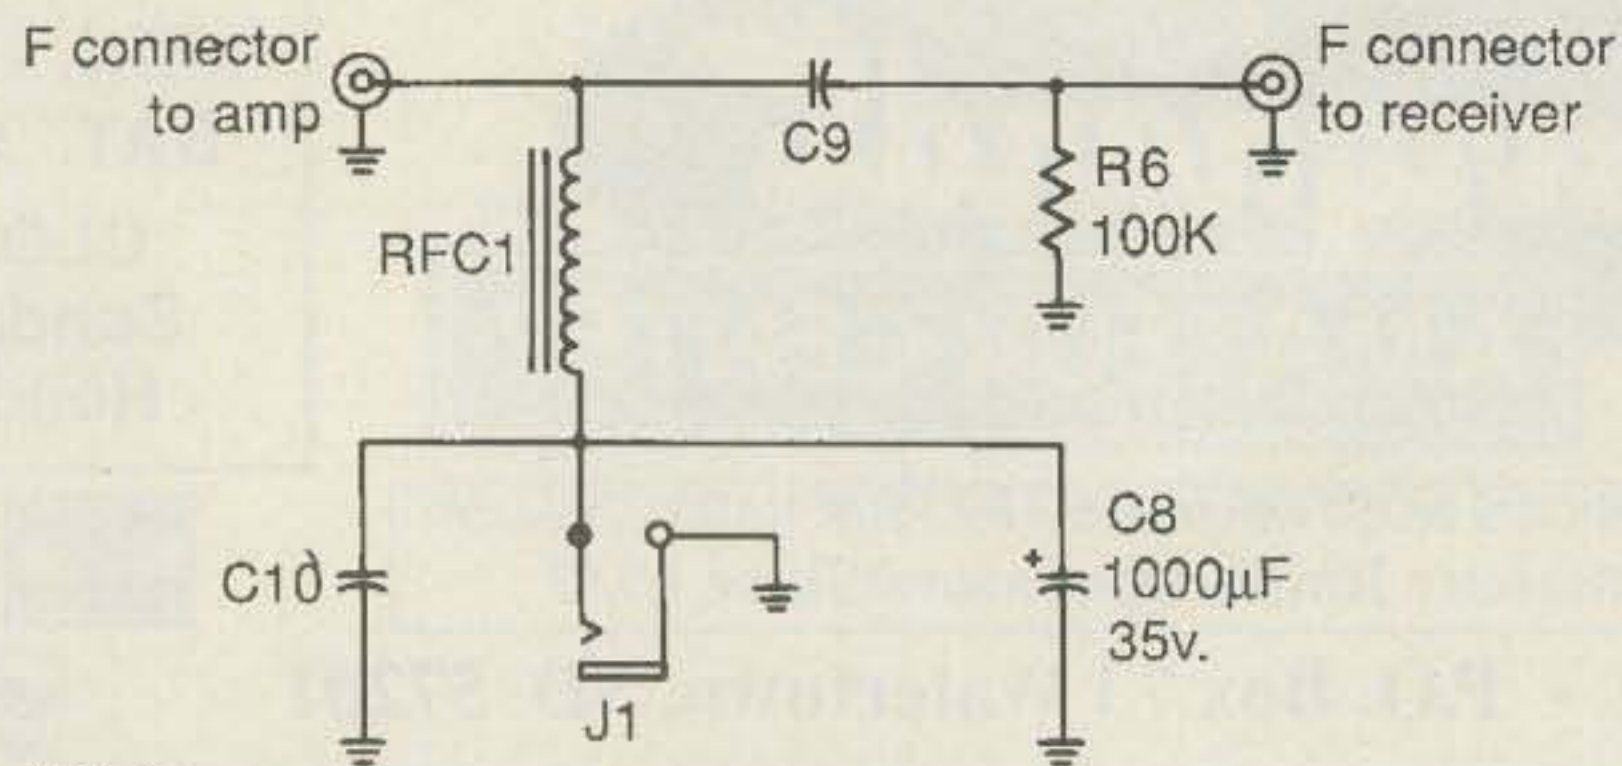 F connector
to amp
F connector
to receiver
C9
R6
100K
RFC1
C10
C8
+
1000µF
35v.
J1